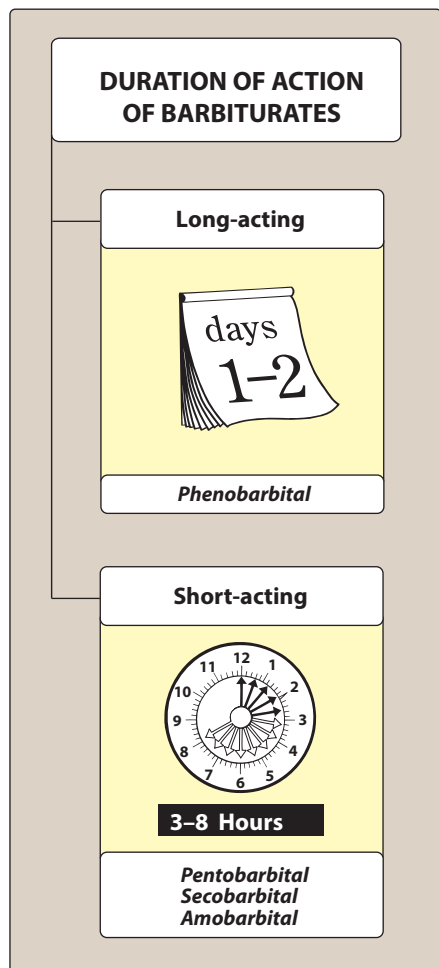 DURATION OF ACTION
OF BARBITURATES
Long-acting
days
1–2
Phenobarbital
Short-acting
12
1
2
3
4
5
6
7
8
9
10
11
3–8 Hours
Pentobarbital
Secobarbital
Amobarbital